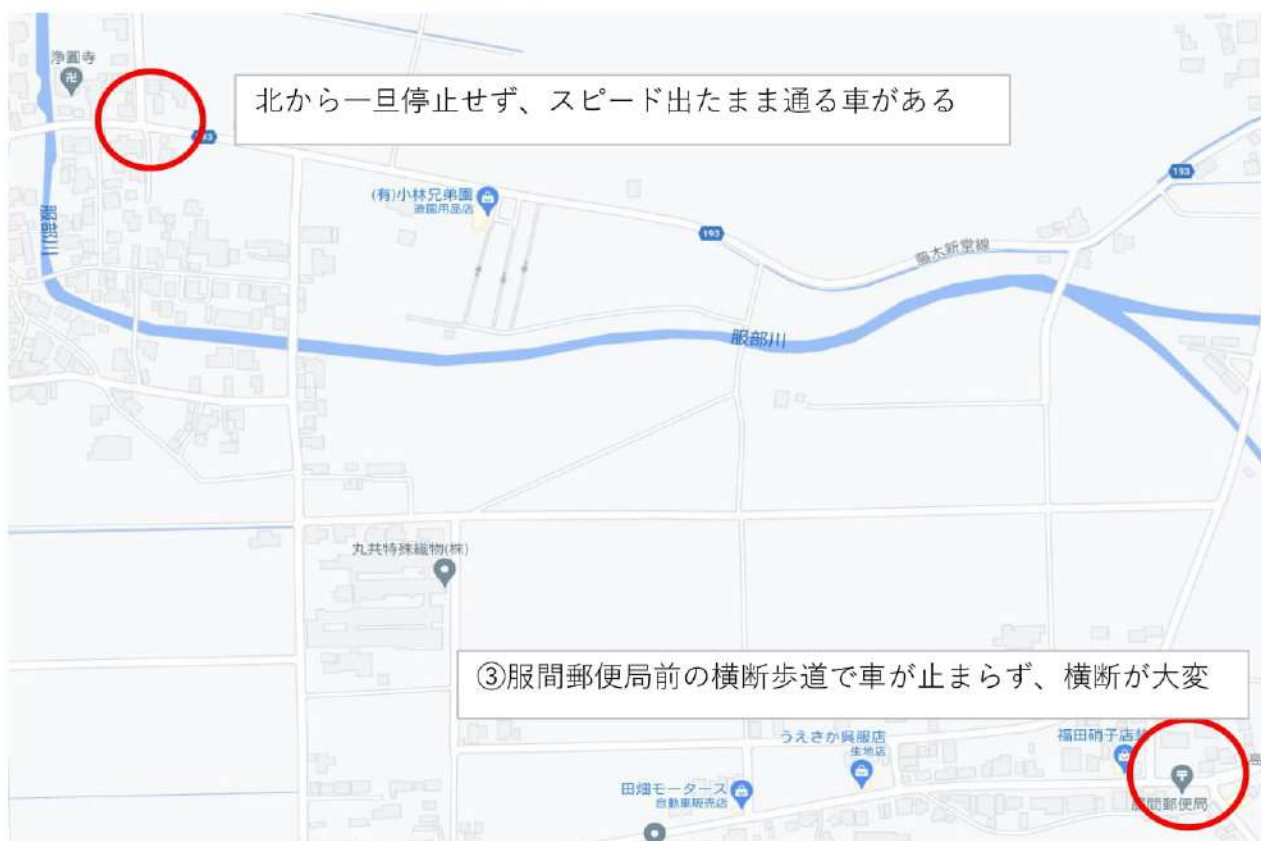 浄圓寺
北から一旦停止せず、スピード出たまま通る車がある
193
193
(有)小林兄弟園
造園用品店
服部川
193
藤木新堂線
服部川
丸共特殊織物(株)
③服間郵便局前の横断歩道で車が止まらず、横断が大変
うえさか呉服店
生地店
福田硝子店
田畑モータース
自動車販売店
服間郵便局